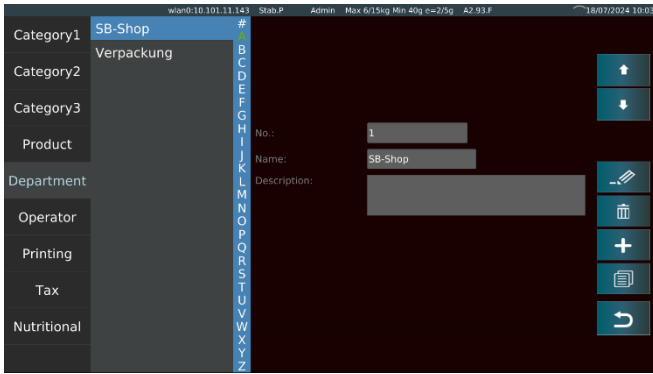 wlan0:10.101.11.143 Stab.P Admin Max 6/15kg Min 40g e=2/5g A2.93.F 18/07/2024 10:03
Category1
Category2
Category3
Product
Department
Operator
Printing
Tax
Nutritional
SB-Shop
Verpackung
#
A
B
C
D
E
F
G
H
I
J
K
L
M
N
O
P
Q
R
S
T
U
V
W
X
Y
Z
No.: 1
Name: SB-Shop
Description: